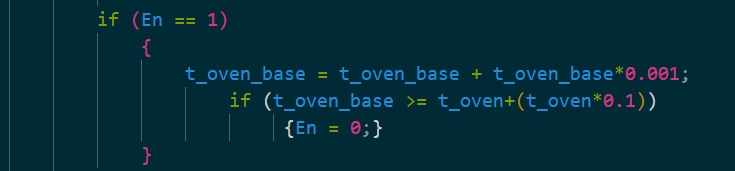 if (En == 1)
{
t_oven_base = t_oven_base + t_oven_base*0.001;
if (t_oven_base >= t_oven+(t_oven*0.1))
{En = 0;}
}